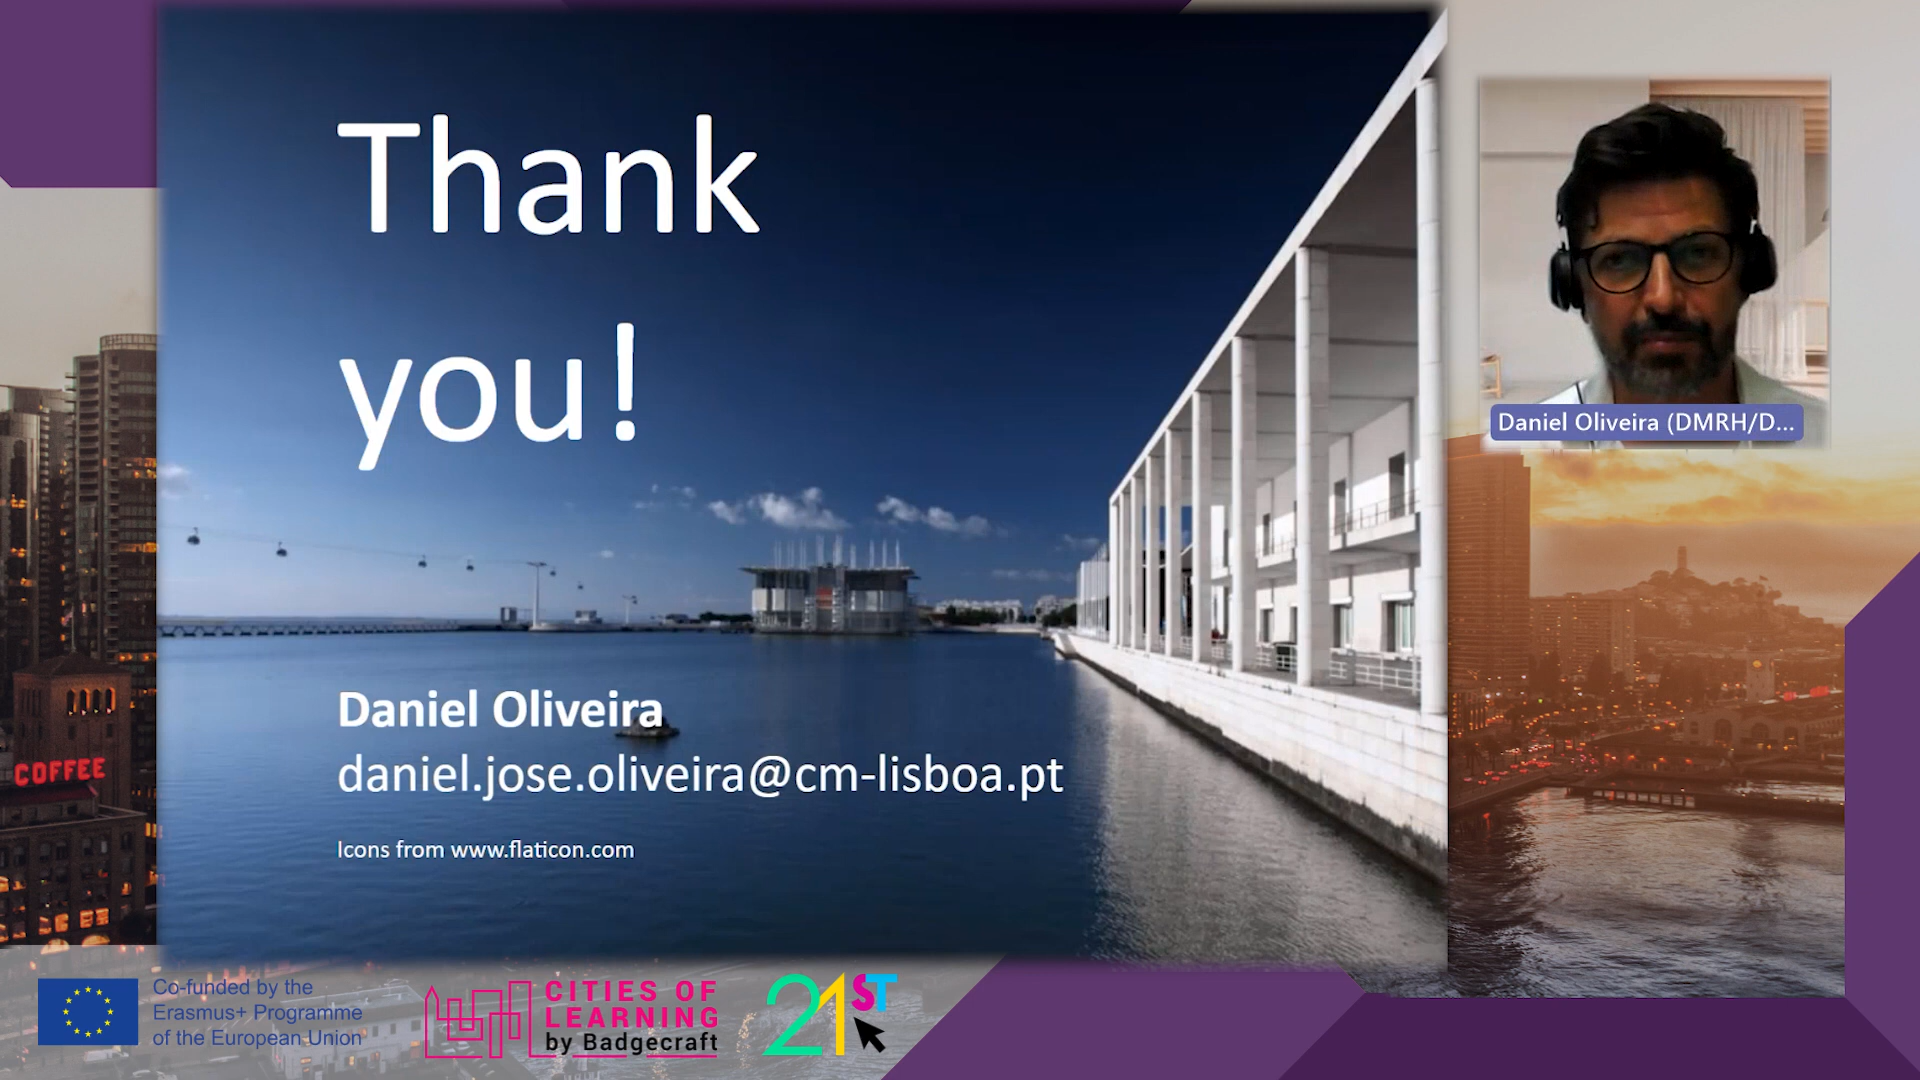 Thank
you!
Daniel Oliveira (DMRH/D...
Daniel Oliveira
daniel.jose.oliveira@cm-lisboa.pt
Icons from www.flaticon.com
COFFEE
Co-funded by the
Erasmus+ Programme
of the European Union
CITIES OF
LEARNING
by Badgecraft
21ST